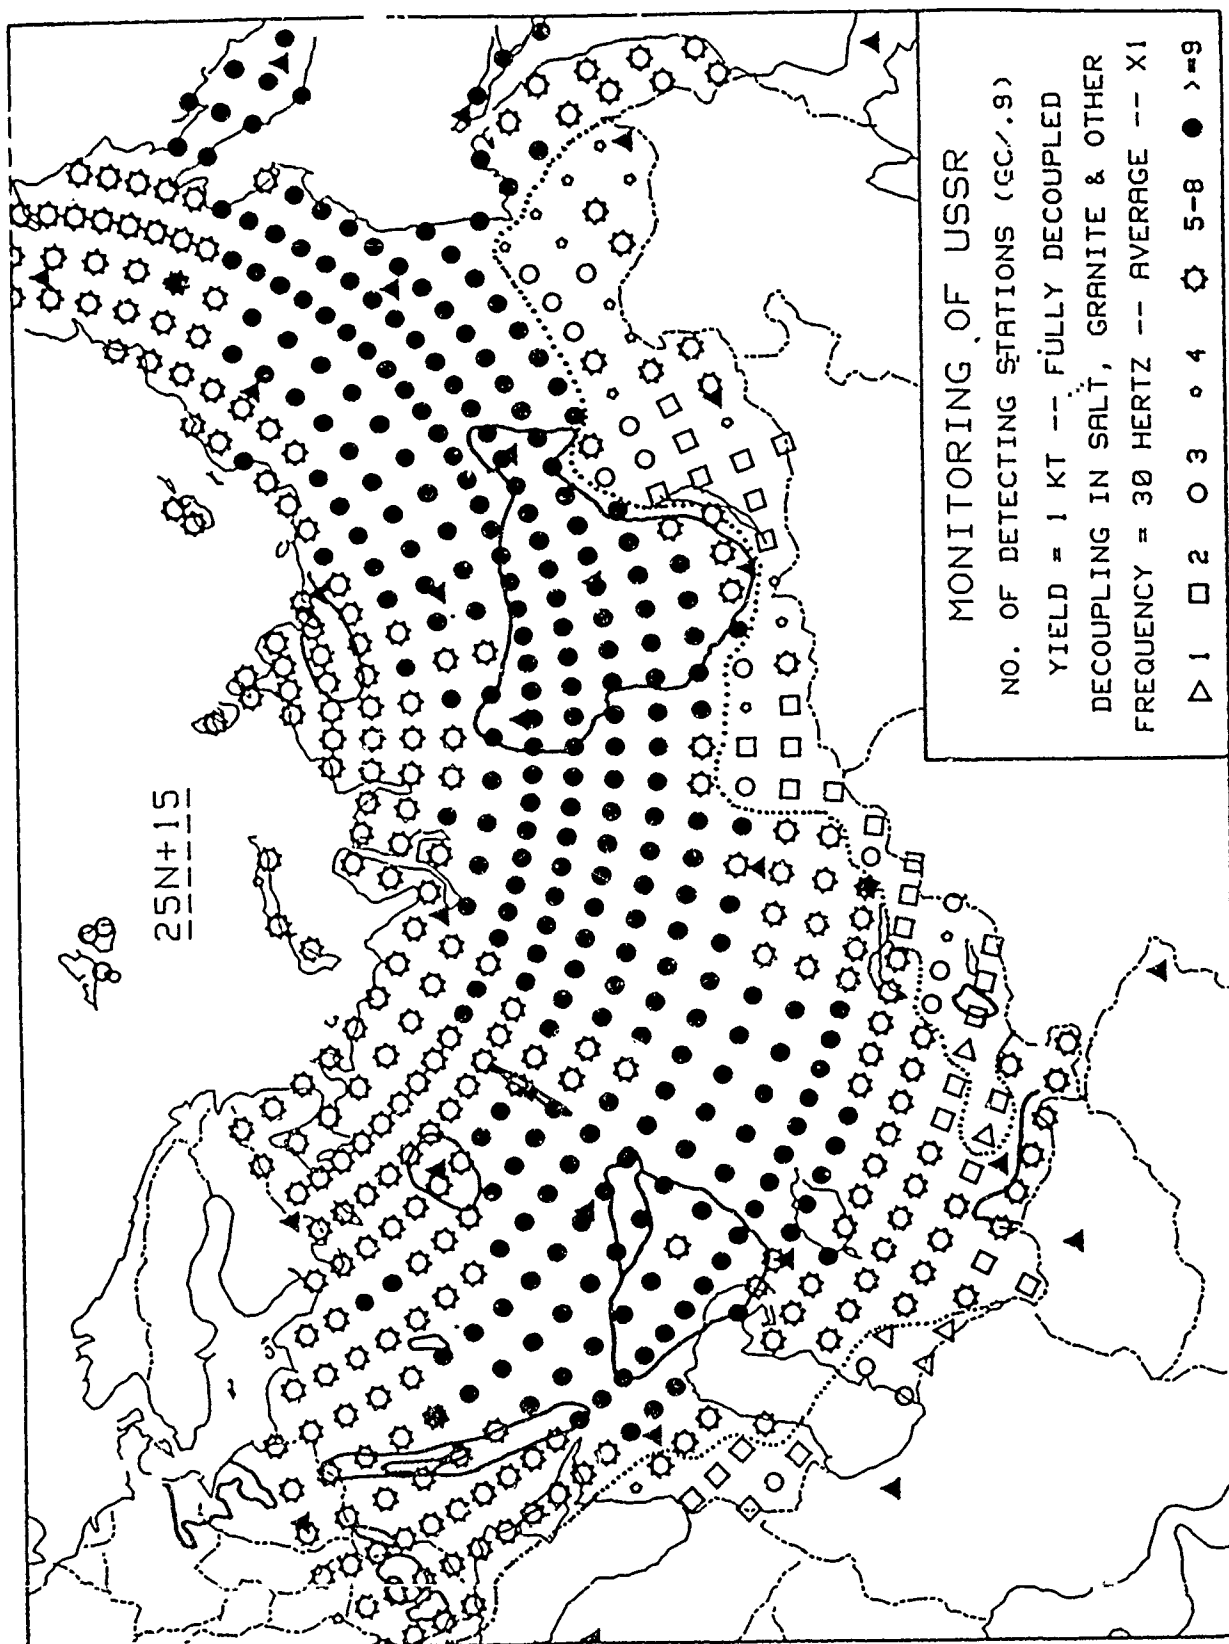 25N+15
MONITORING OF USSR
NO. OF DETECTING STATIONS (GC/.9)
YIELD = 1 KT -- FULLY DECOUPLED
DECOUPLING IN SALT, GRANITE & OTHER
FREQUENCY = 30 HERTZ -- AVERAGE -- X1
1 2 3 4 5-8 >=9